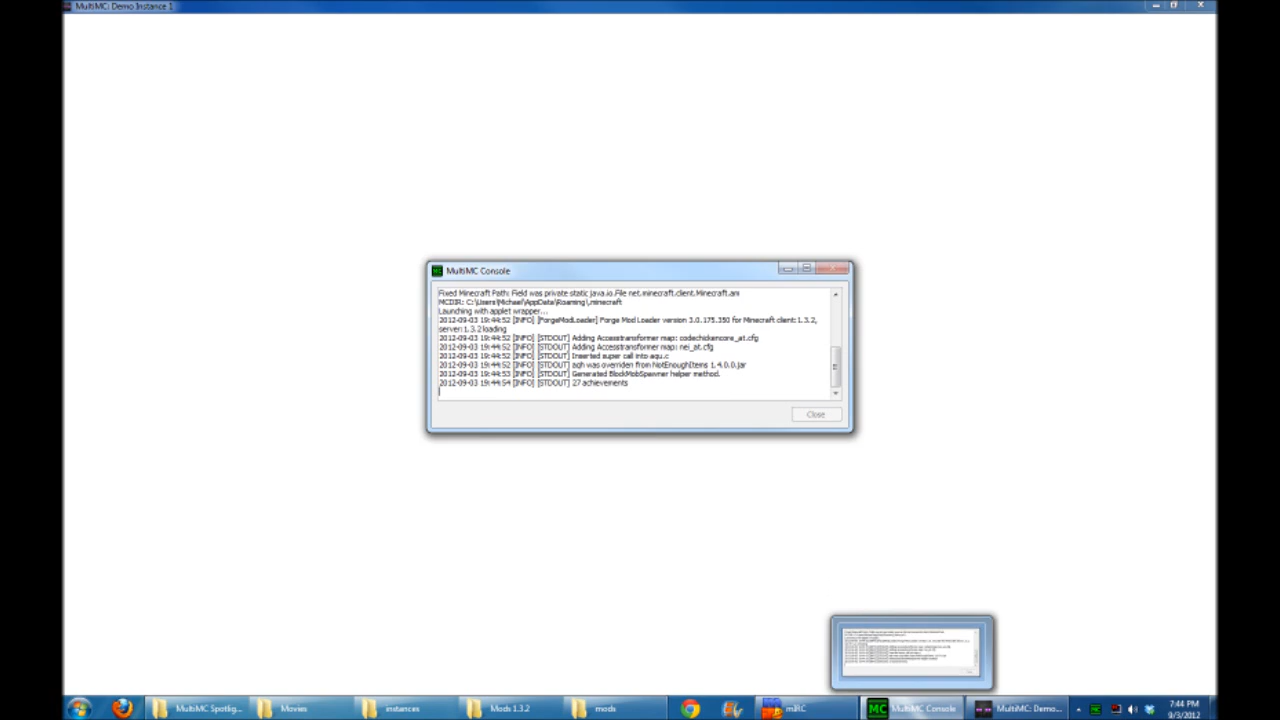 MultiMC: Demo Instance 1
MultiMC Console
Fixed Minecraft Path: Field was private static java.io.File net.minecraft.client.Minecraft.am
MCDIR: C:\Users\Michael\AppData\Roaming\.minecraft
Launching with applet wrapper...
2012-09-03 19:44:52 [INFO] [ForgeModLoader] Forge Mod Loader version 3.0.175.350 for Minecraft client:1.3.2,
server:1.3.2 loading
2012-09-03 19:44:52 [INFO] [STDOUT] Adding Accesstransformer map: codechickencore_at.cfg
2012-09-03 19:44:52 [INFO] [STDOUT] Adding Accesstransformer map: nei_at.cfg
2012-09-03 19:44:52 [INFO] [STDOUT] Inserted super call into aqu.c
2012-09-03 19:44:52 [INFO] [STDOUT] aqh was overriden from NotEnoughItems 1.4.0.0.jar
2012-09-03 19:44:53 [INFO] [STDOUT] Generated BlockMobSpawner helper method.
2012-09-03 19:44:54 [INFO] [STDOUT] 27 achievements
Close
MultiMC Spotlig...
Movies
instances
Mods 1.3.2
mods
mIRC
MC
MultiMC Console
MultiMC: Demo...
7:44 PM
9/3/2012